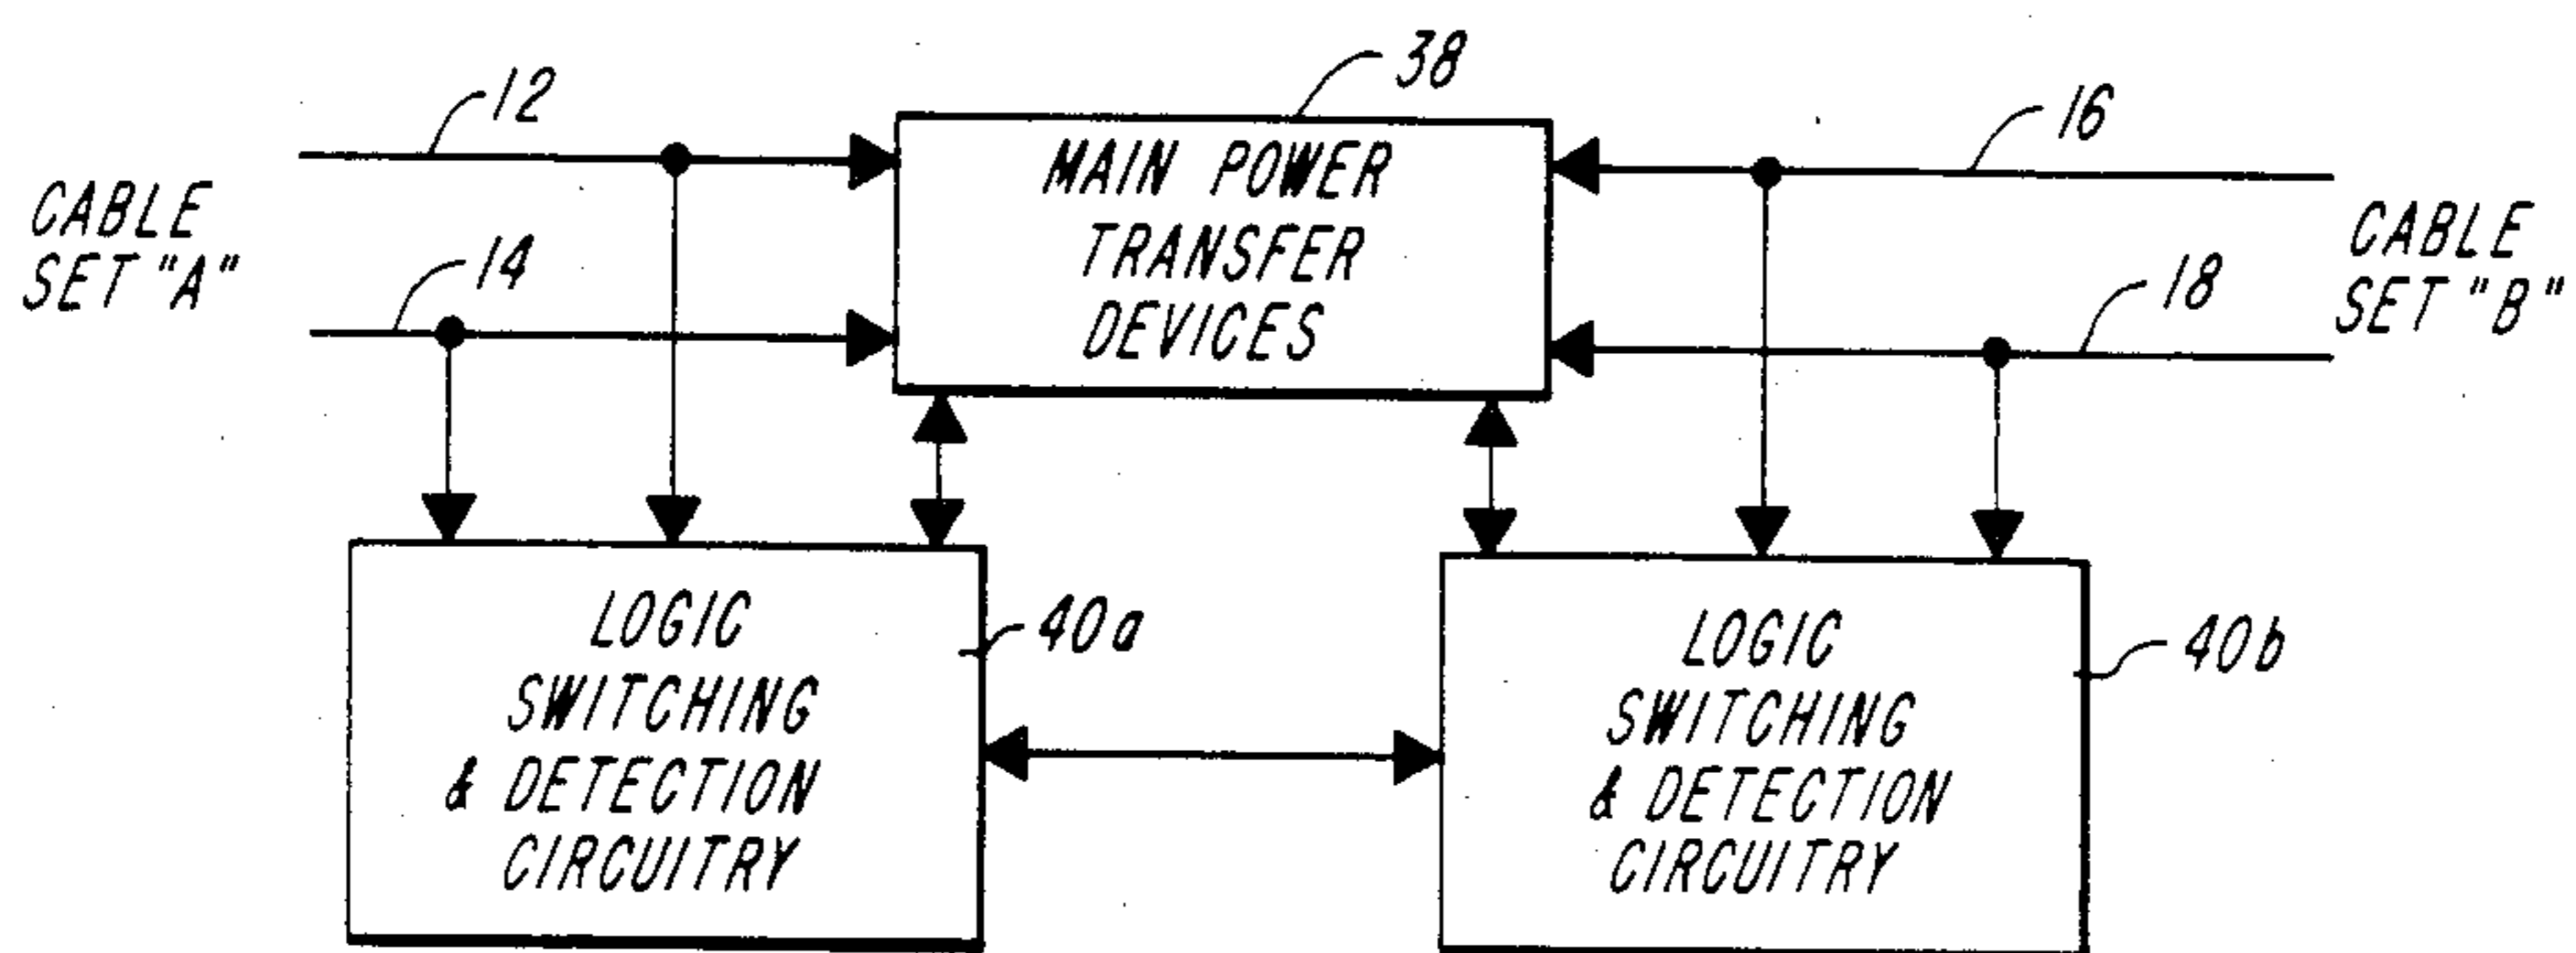 38
12
16
MAIN POWER
TRANSFER
DEVICES
CABLE
SET "A"
14
CABLE
SET "B"
18
LOGIC
SWITCHING
& DETECTION
CIRCUITRY
40a
LOGIC
SWITCHING
& DETECTION
CIRCUITRY
40b